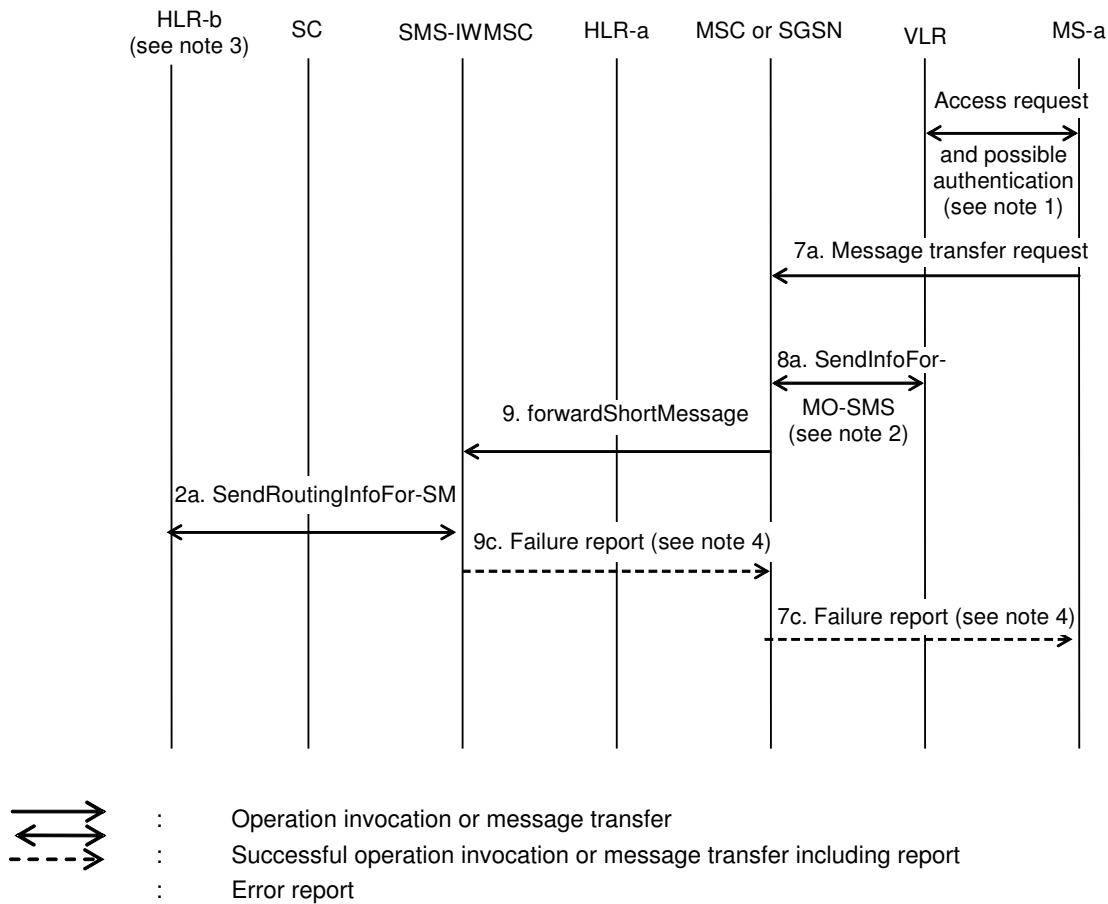 HLR-b
(see note 3)
SC
SMS-IWMSC
HLR-a
MSC or SGSN
VLR
MS-a
Access request
and possible
authentication
(see note 1)
7a. Message transfer request
8a. SendInfoFor-
MO-SMS
(see note 2)
9. forwardShortMessage
2a. SendRoutingInfoFor-SM
9c. Failure report (see note 4)
7c. Failure report (see note 4)
: Operation invocation or message transfer
: Successful operation invocation or message transfer including report
: Error report